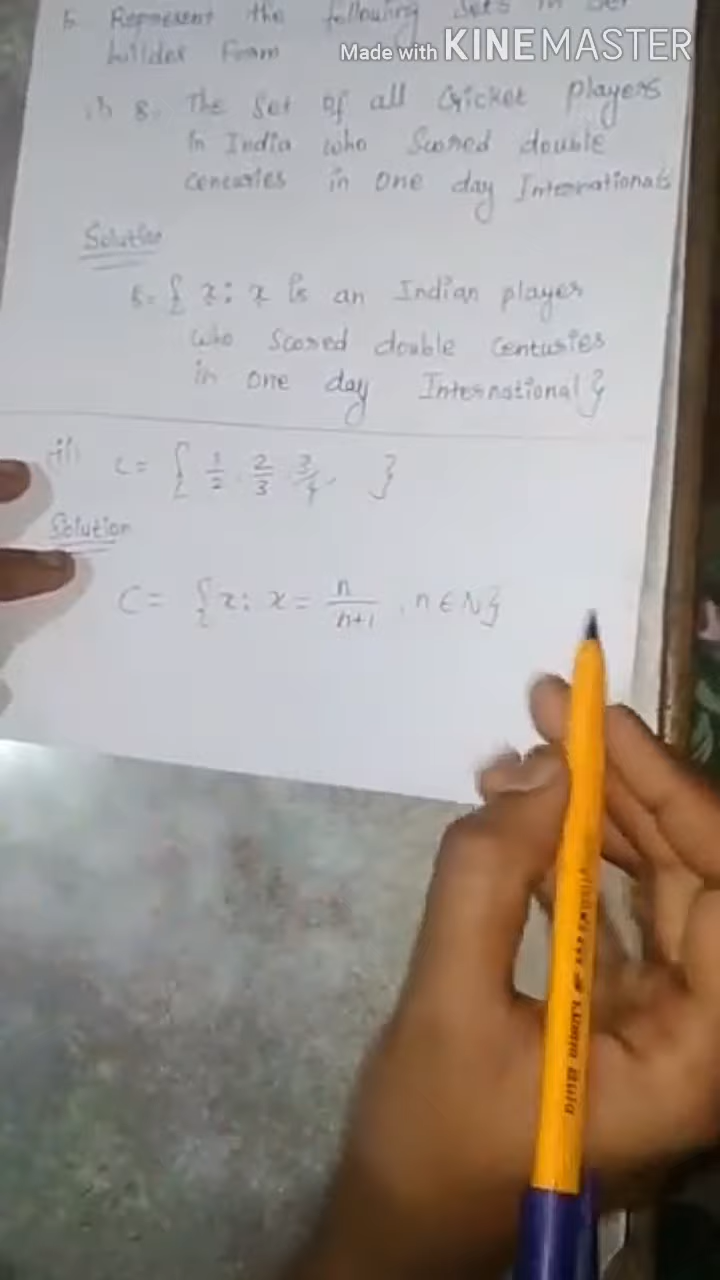 5 Represent the following Sets in Set
builder Form
Made with KINEMASTER
B. The Set of all Cricket players
in India who Scored double
Centuries in One day Internationals
Solution
B = { x : x is an Indian player
who Scored double Centuries
in one day International }
C = { 1/2, 2/3, 3/4, }
Solution
C = { x : x = n/n+1, n ∈ N }